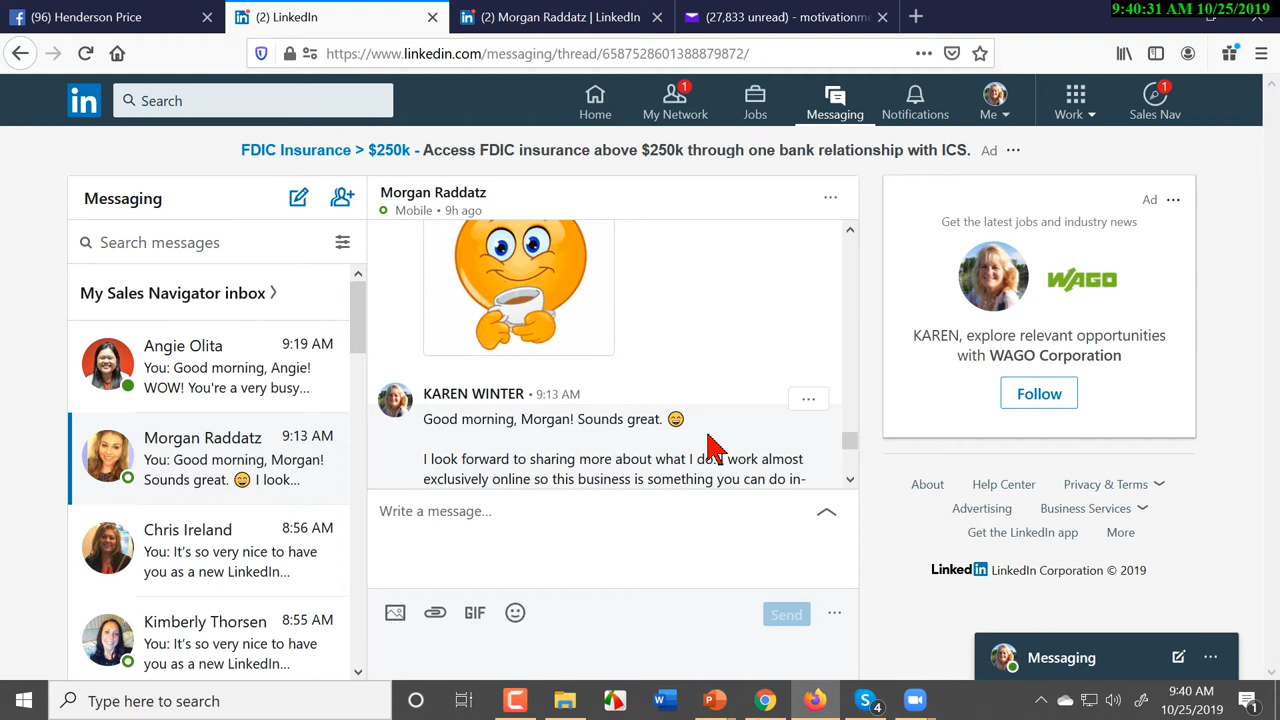 9:40:31 AM 10/25/2019
(96) Henderson Price
(2) LinkedIn
(2) Morgan Raddatz | LinkedIn
(27,833 unread) - motivationme
https://www.linkedin.com/messaging/thread/6587528601388879872/
in
Search
Home
My Network
1
Jobs
Messaging
Notifications
Me
Work
Sales Nav
1
FDIC Insurance > $250k - Access FDIC insurance above $250k through one bank relationship with ICS. Ad
Messaging
Search messages
My Sales Navigator inbox
Angie Olita 9:19 AM
You: Good morning, Angie!
WOW! You're a very busy...
Morgan Raddatz 9:13 AM
You: Good morning, Morgan!
Sounds great. 😄 I look...
Chris Ireland 8:56 AM
You: It's so very nice to have
you as a new LinkedIn...
Kimberly Thorsen 8:55 AM
You: It's so very nice to have
you as a new LinkedIn...
Morgan Raddatz
Mobile • 9h ago
KAREN WINTER • 9:13 AM
Good morning, Morgan! Sounds great. 😄
I look forward to sharing more about what I do. work almost
exclusively online so this business is something you can do in-
Write a message...
GIF
Send
Ad
Get the latest jobs and industry news
WAGO
KAREN, explore relevant opportunities
with WAGO Corporation
Follow
About Help Center Privacy & Terms
Advertising Business Services
Get the LinkedIn app More
LinkedIn LinkedIn Corporation © 2019
Messaging
Type here to search
4
9:40 AM
10/25/2019
1